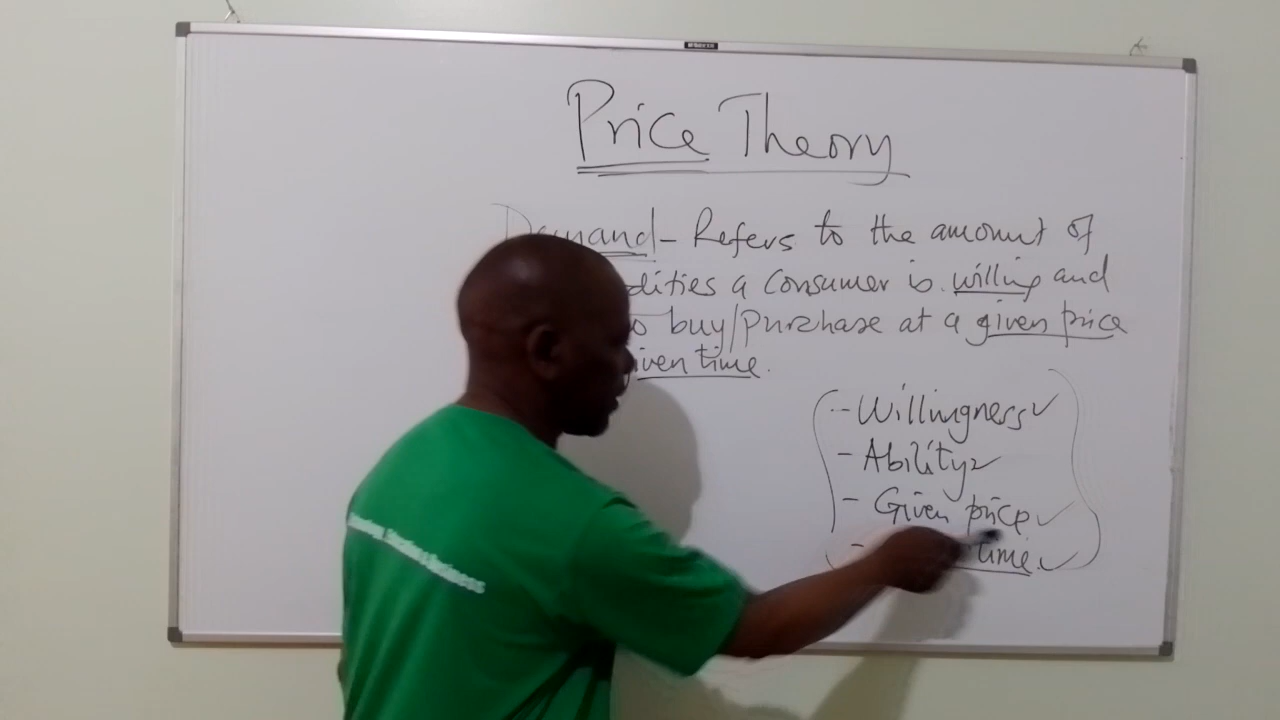 Price Theory
Demand - Refers to the amount of
dities a consumer is willing and
o buy/purchase at a given price
iven time.
- Willingness ✓
- Ability ✓
- Given price ✓
- time. ✓